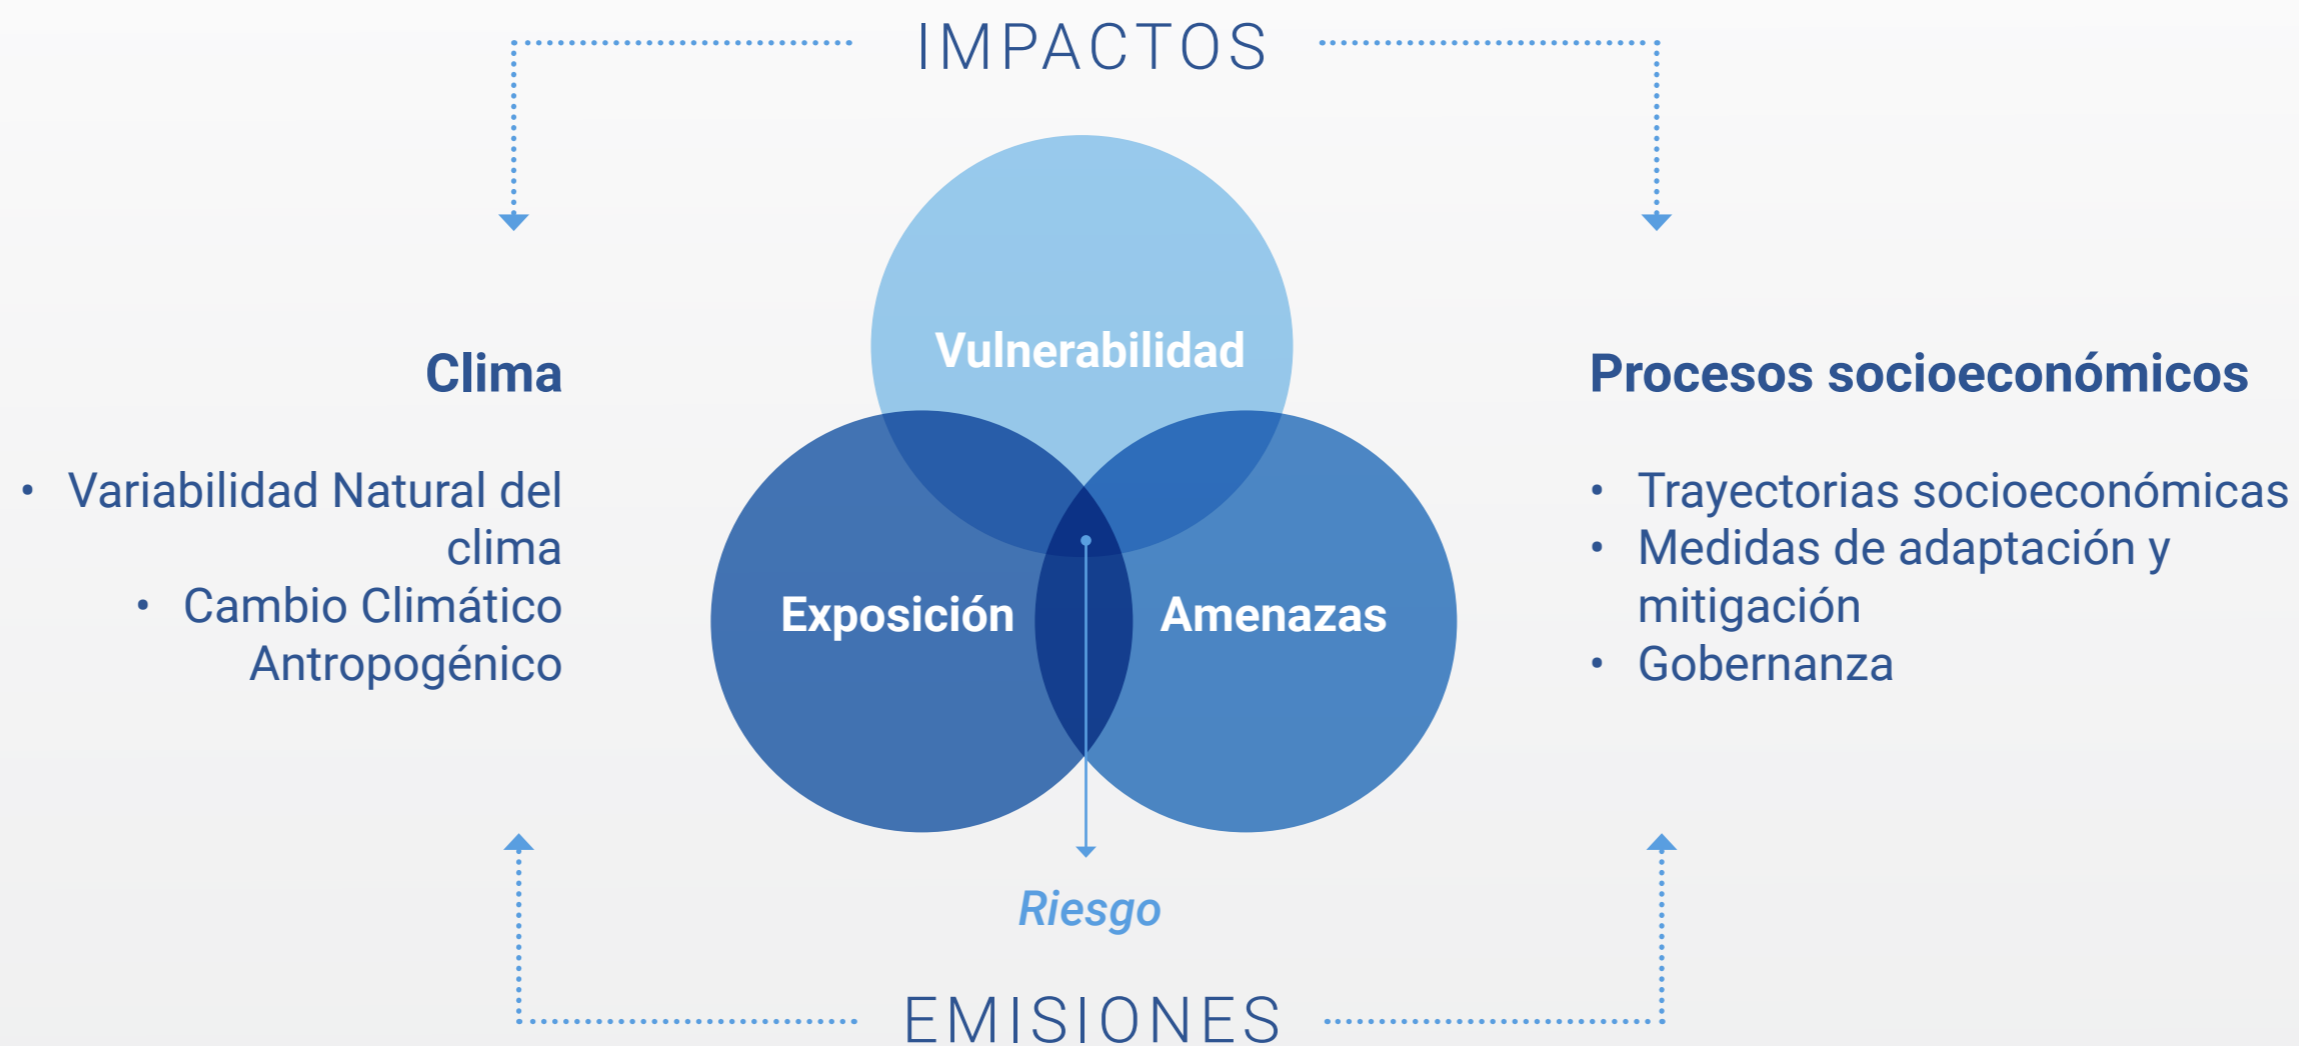 IMPACTOS
Clima
• Variabilidad Natural del
clima
• Cambio Climático
Antropogénico
Vulnerabilidad
Exposición
Amenazas
Riesgo
Procesos socioeconómicos
• Trayectorias socioeconómicas
• Medidas de adaptación y
mitigación
• Gobernanza
EMISIONES